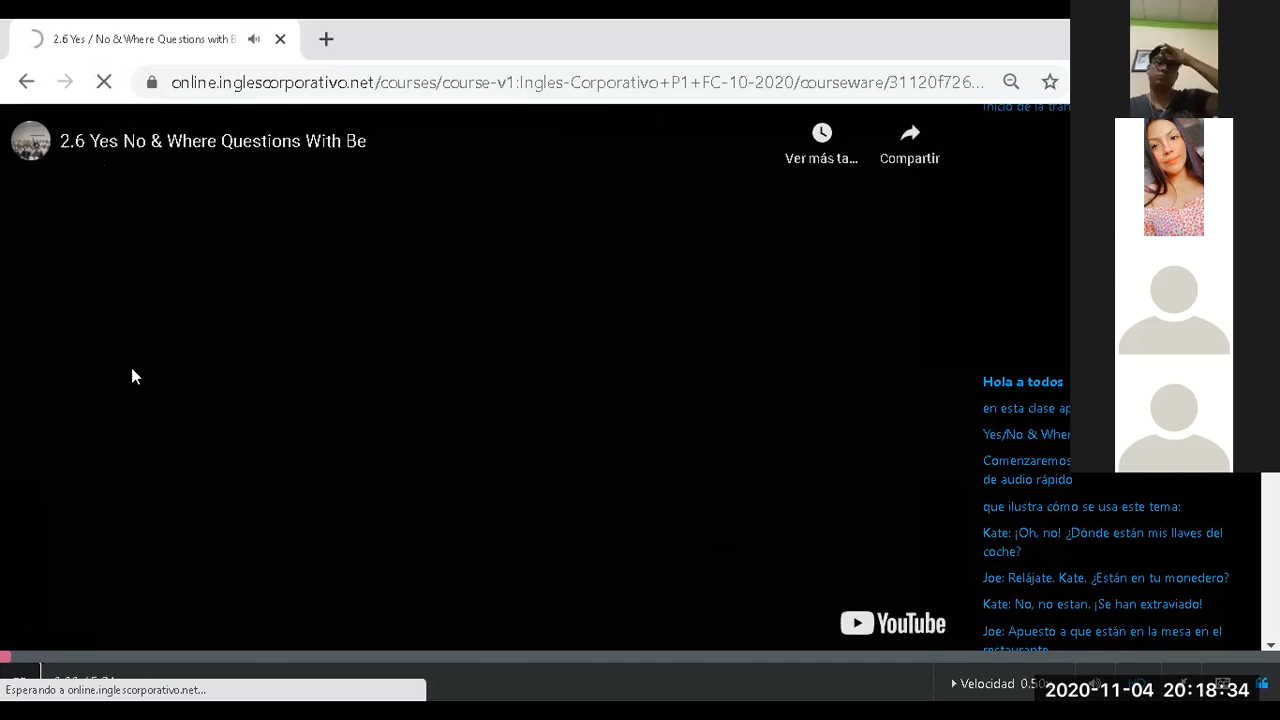 2.6 Yes / No & Where Questions with B
online.inglescorporativo.net/courses/course-v1:Ingles-Corporativo+P1+FC-10-2020/courseware/31120f726...
2.6 Yes No & Where Questions With Be
Ver más ta...
Compartir
Hola a todos
en esta clase ap
Yes/No & Wher
Comenzaremos
de audio rápido
que ilustra cómo se usa este tema:
Kate: ¡Oh, no! ¿Dónde están mis llaves del
coche?
Joe: Relájate. Kate. ¿Están en tu monedero?
Kate: No, no estan. ¡Se han extraviado!
Joe: Apuesto a que están en la mesa en el
restaurante
YouTube
Velocidad 0.50
Esperando a online.inglescorporativo.net...
2020-11-04 20:18:34